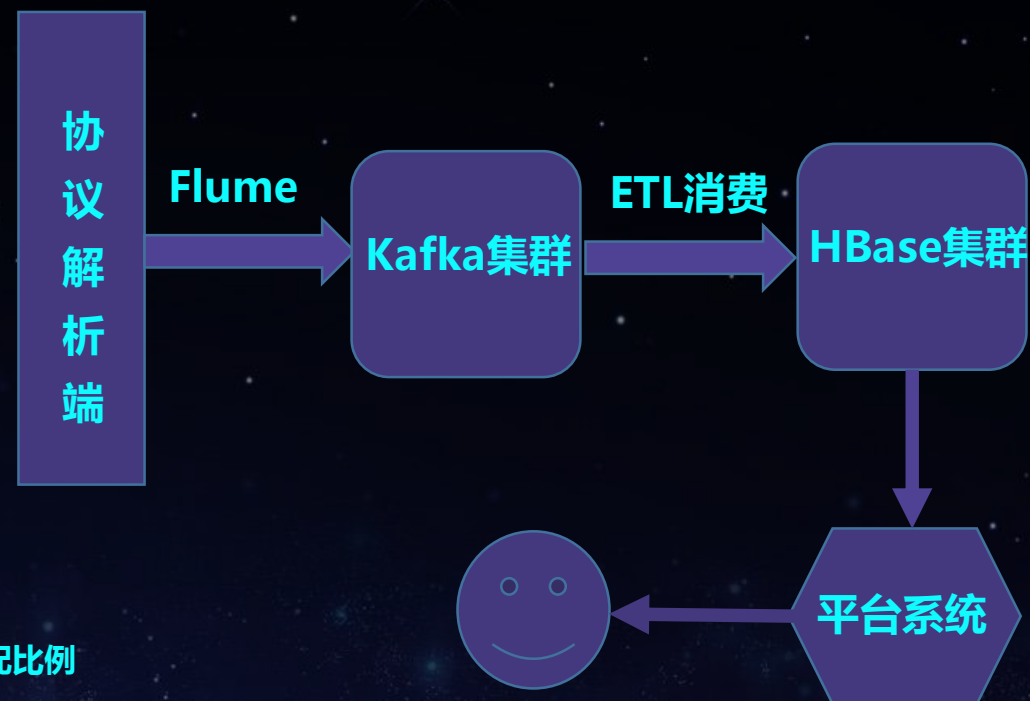 协
议
解
析
端
Flume
Kafka集群
ETL消费
HBase集群
平台系统
配比例